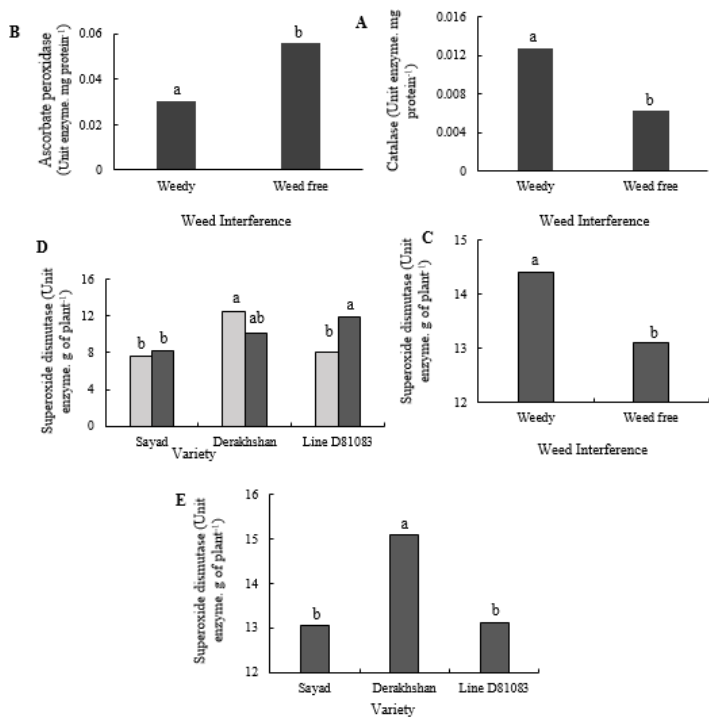 B
Ascorbate peroxidase
(Unit enzyme. mg protein⁻¹)
0.06
0.04
0.02
0
a
b
Weedy
Weed free
Weed Interference
A
Catalase (Unit enzyme. mg
protein⁻¹)
0.016
0.012
0.008
0.004
0.000
a
b
Weedy
Weed free
Weed Interference
D
Superoxide dismutase (Unit
enzyme. g of plant⁻¹)
16
12
8
4
0
b
b
a
ab
b
a
Sayad
Derakhshan
Line D81083
Variety
C
Superoxide dismutase (Unit
enzyme. g of plant⁻¹)
15
14
13
12
a
b
Weedy
Weed free
Weed Interference
E
Superoxide dismutase (Unit
enzyme. g of plant⁻¹)
16
15
14
13
12
b
a
b
Sayad
Derakhshan
Line D81083
Variety